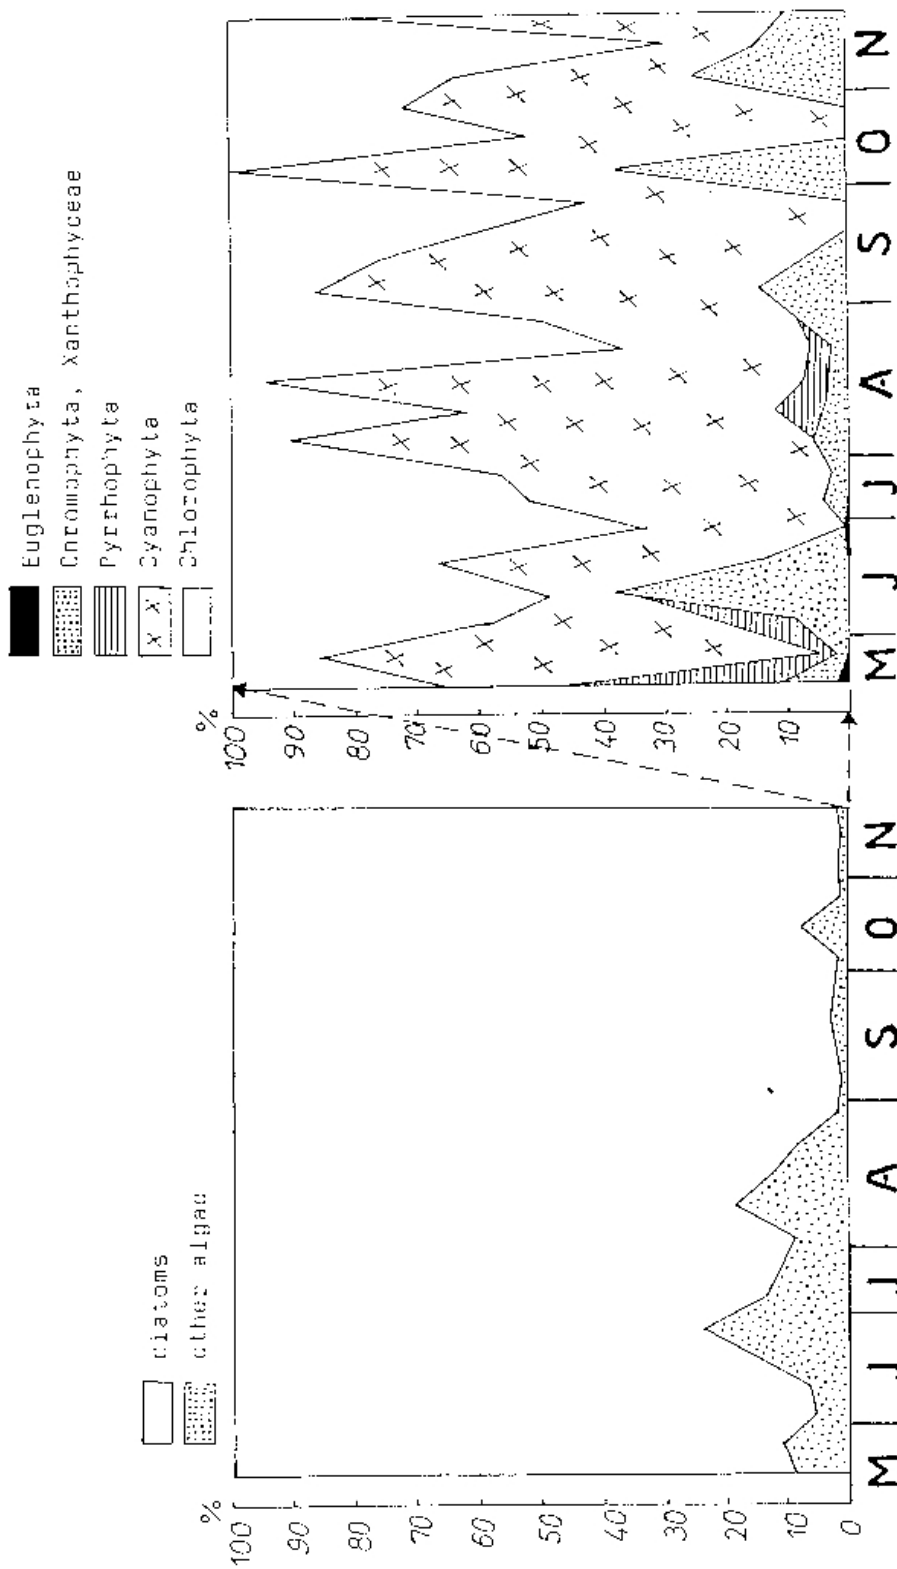 Diatoms
other algae
%
100
90
80
70
60
50
40
30
20
10
0
M J J A S O N
Euglenophyta
Chromophyta, Xanthophyceae
Pyrrhophyta
Cyanophyta
Chlorophyta
%
100
90
80
70
60
50
40
30
20
10
M J J A S O N